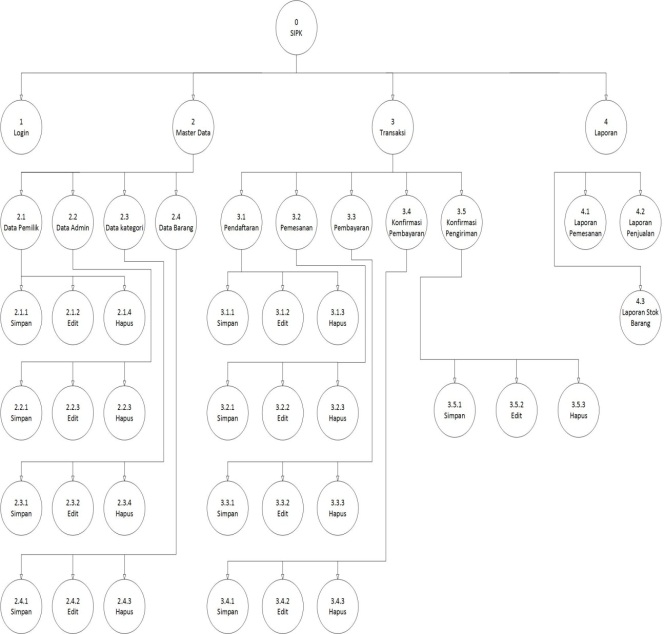 0
SIPK
1
Login
2
Master Data
3
Transaksi
4
Laporan
2.1
Data Pemilik
2.2
Data Admin
2.3
Data kategori
2.4
Data Barang
3.1
Pendaftaran
3.2
Pemesanan
3.3
Pembayaran
3.4
Konfirmasi
Pembayaran
3.5
Konfirmasi
Pengiriman
4.1
Laporan
Pemesanan
4.2
Laporan
Penjualan
2.1.1
Simpan
2.1.2
Edit
2.1.4
Hapus
3.1.1
Simpan
3.1.2
Edit
3.1.3
Hapus
4.3
Laporan Stok
Barang
2.2.1
Simpan
2.2.3
Edit
2.2.3
Hapus
3.2.1
Simpan
3.2.2
Edit
3.2.3
Hapus
3.5.1
Simpan
3.5.2
Edit
3.5.3
Hapus
2.3.1
Simpan
2.3.2
Edit
2.3.4
Hapus
3.3.1
Simpan
3.3.2
Edit
3.3.3
Hapus
2.4.1
Simpan
2.4.2
Edit
2.4.3
Hapus
3.4.1
Simpan
3.4.2
Edit
3.4.3
Hapus